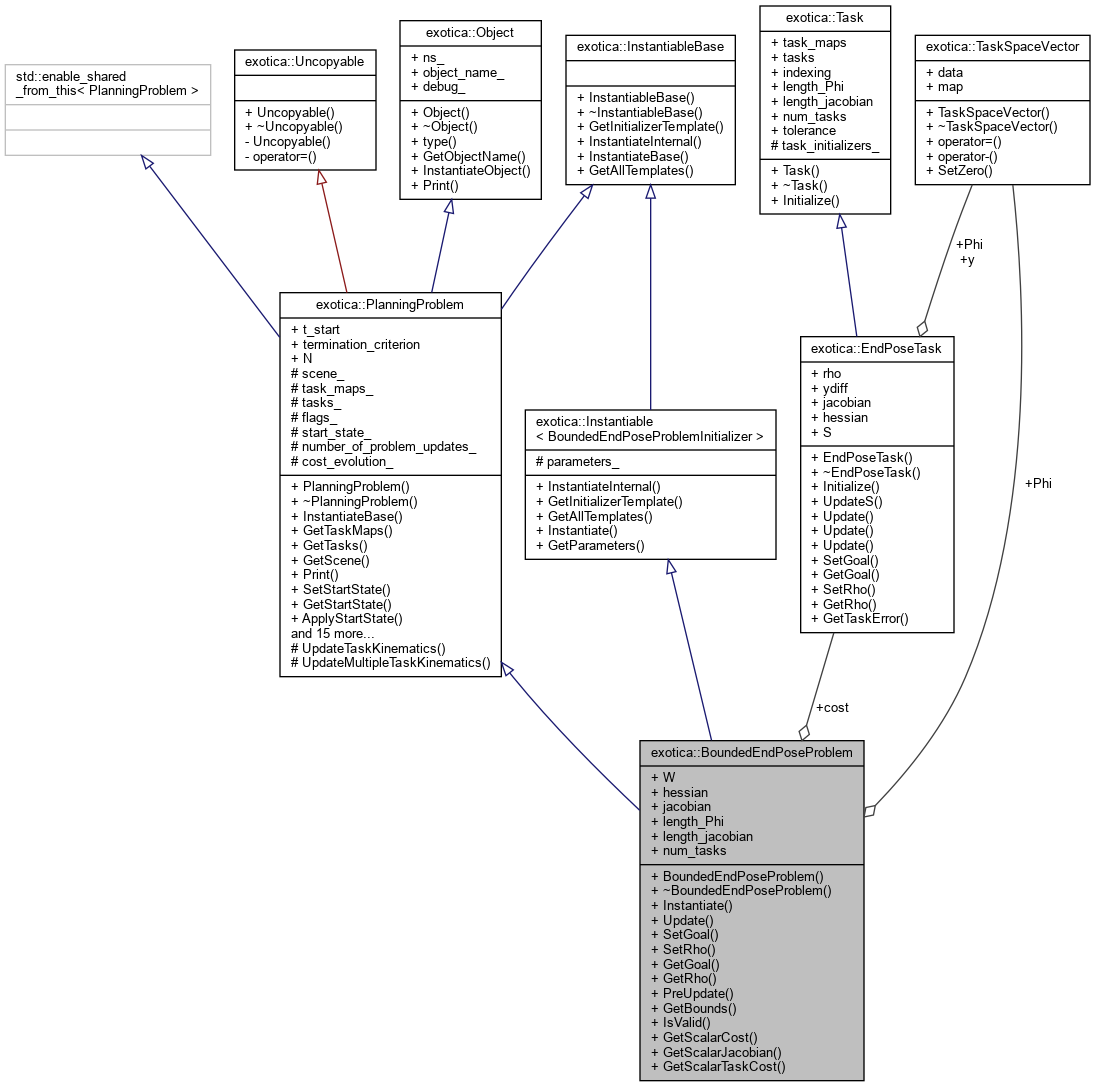 std::enable_shared
_from_this< PlanningProblem >
exotica::Uncopyable
+ Uncopyable()
+ ~Uncopyable()
- Uncopyable()
- operator=()
exotica::Object
+ ns_
+ object_name_
+ debug_
+ Object()
+ ~Object()
+ type()
+ GetObjectName()
+ InstantiateObject()
+ Print()
exotica::InstantiableBase
+ InstantiableBase()
+ ~InstantiableBase()
+ GetInitializerTemplate()
+ InstantiateInternal()
+ InstantiateBase()
+ GetAllTemplates()
exotica::Task
+ task_maps
+ tasks
+ indexing
+ length_Phi
+ length_jacobian
+ num_tasks
+ tolerance
# task_initializers_
+ Task()
+ ~Task()
+ Initialize()
exotica::TaskSpaceVector
+ data
+ map
+ TaskSpaceVector()
+ ~TaskSpaceVector()
+ operator=()
+ operator-()
+ SetZero()
+Phi
+y
exotica::PlanningProblem
+ t_start
+ termination_criterion
+ N
# scene_
# task_maps_
# tasks_
# flags_
# start_state_
# number_of_problem_updates_
# cost_evolution_
+ PlanningProblem()
+ ~PlanningProblem()
+ InstantiateBase()
+ GetTaskMaps()
+ GetTasks()
+ GetScene()
+ Print()
+ SetStartState()
+ GetStartState()
+ ApplyStartState()
and 15 more...
# UpdateTaskKinematics()
# UpdateMultipleTaskKinematics()
exotica::Instantiable
< BoundedEndPoseProblemInitializer >
# parameters_
+ InstantiateInternal()
+ GetInitializerTemplate()
+ GetAllTemplates()
+ Instantiate()
+ GetParameters()
exotica::EndPoseTask
+ rho
+ ydiff
+ jacobian
+ hessian
+ S
+ EndPoseTask()
+ ~EndPoseTask()
+ Initialize()
+ UpdateS()
+ Update()
+ Update()
+ Update()
+ SetGoal()
+ GetGoal()
+ SetRho()
+ GetRho()
+ GetTaskError()
+Phi
+cost
exotica::BoundedEndPoseProblem
+ W
+ hessian
+ jacobian
+ length_Phi
+ length_jacobian
+ num_tasks
+ BoundedEndPoseProblem()
+ ~BoundedEndPoseProblem()
+ Instantiate()
+ Update()
+ SetGoal()
+ SetRho()
+ GetGoal()
+ GetRho()
+ PreUpdate()
+ GetBounds()
+ IsValid()
+ GetScalarCost()
+ GetScalarJacobian()
+ GetScalarTaskCost()